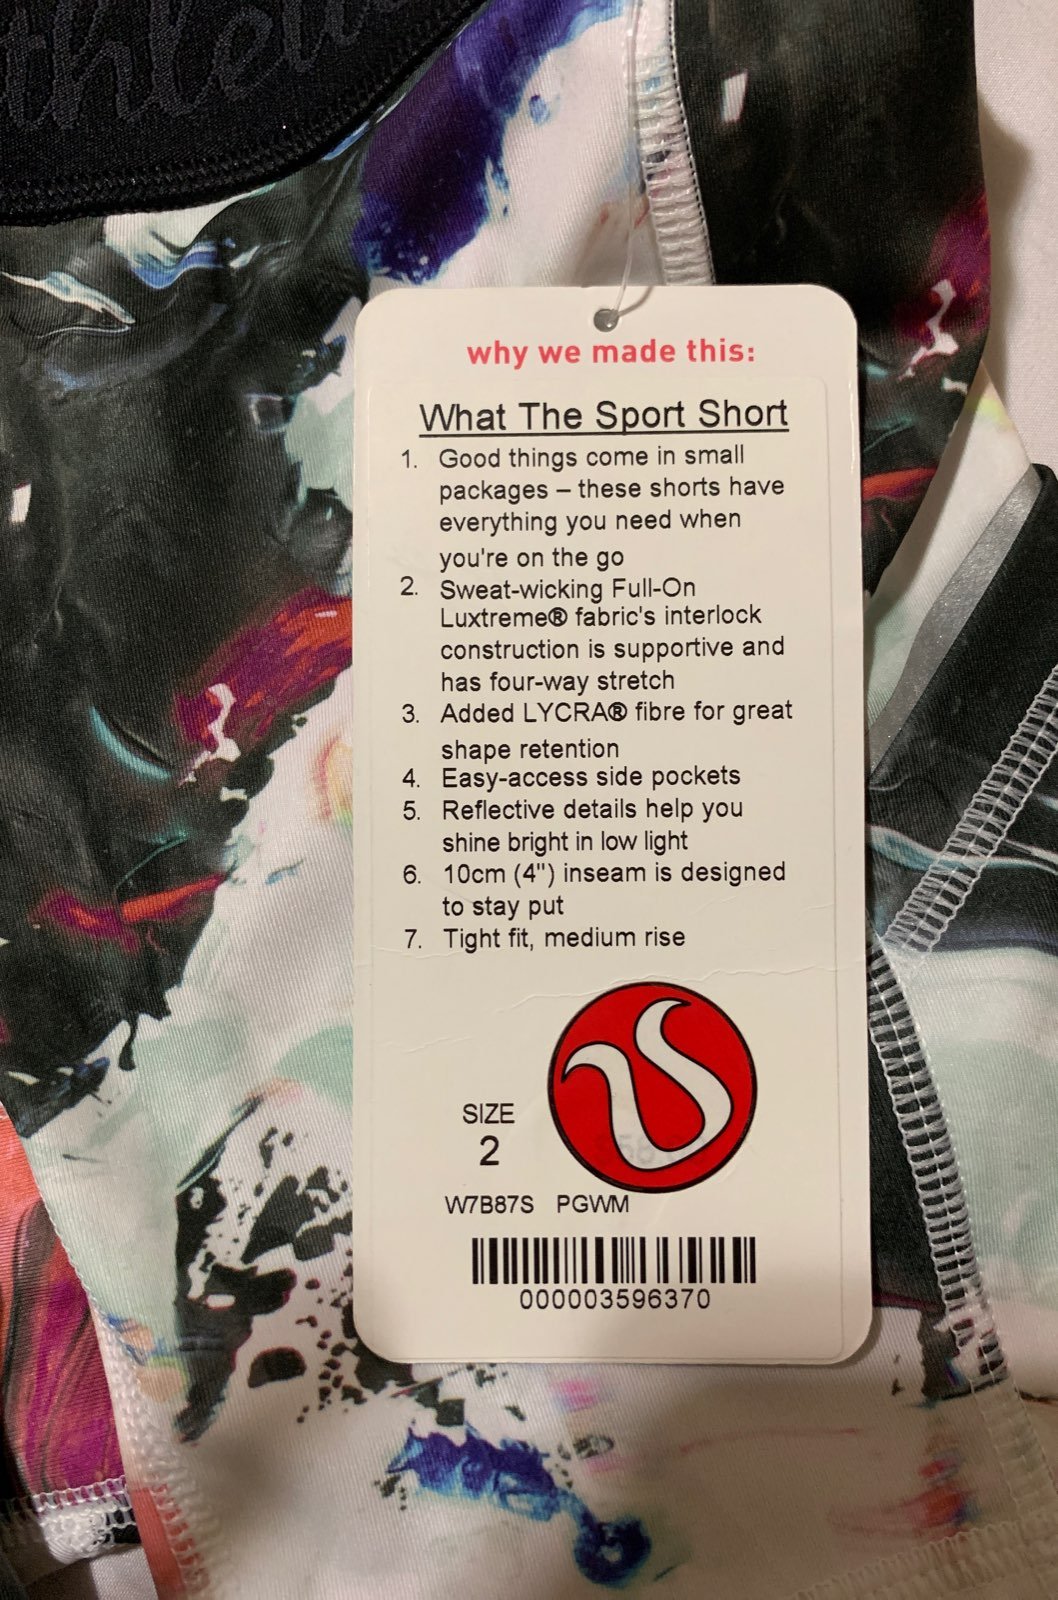 why we made this:
What The Sport Short
1. Good things come in small
packages – these shorts have
everything you need when
you're on the go
2. Sweat-wicking Full-On
Luxtreme® fabric's interlock
construction is supportive and
has four-way stretch
3. Added LYCRA® fibre for great
shape retention
4. Easy-access side pockets
5. Reflective details help you
shine bright in low light
6. 10cm (4") inseam is designed
to stay put
7. Tight fit, medium rise
SIZE
2
W7B87S PGWM
000003596370